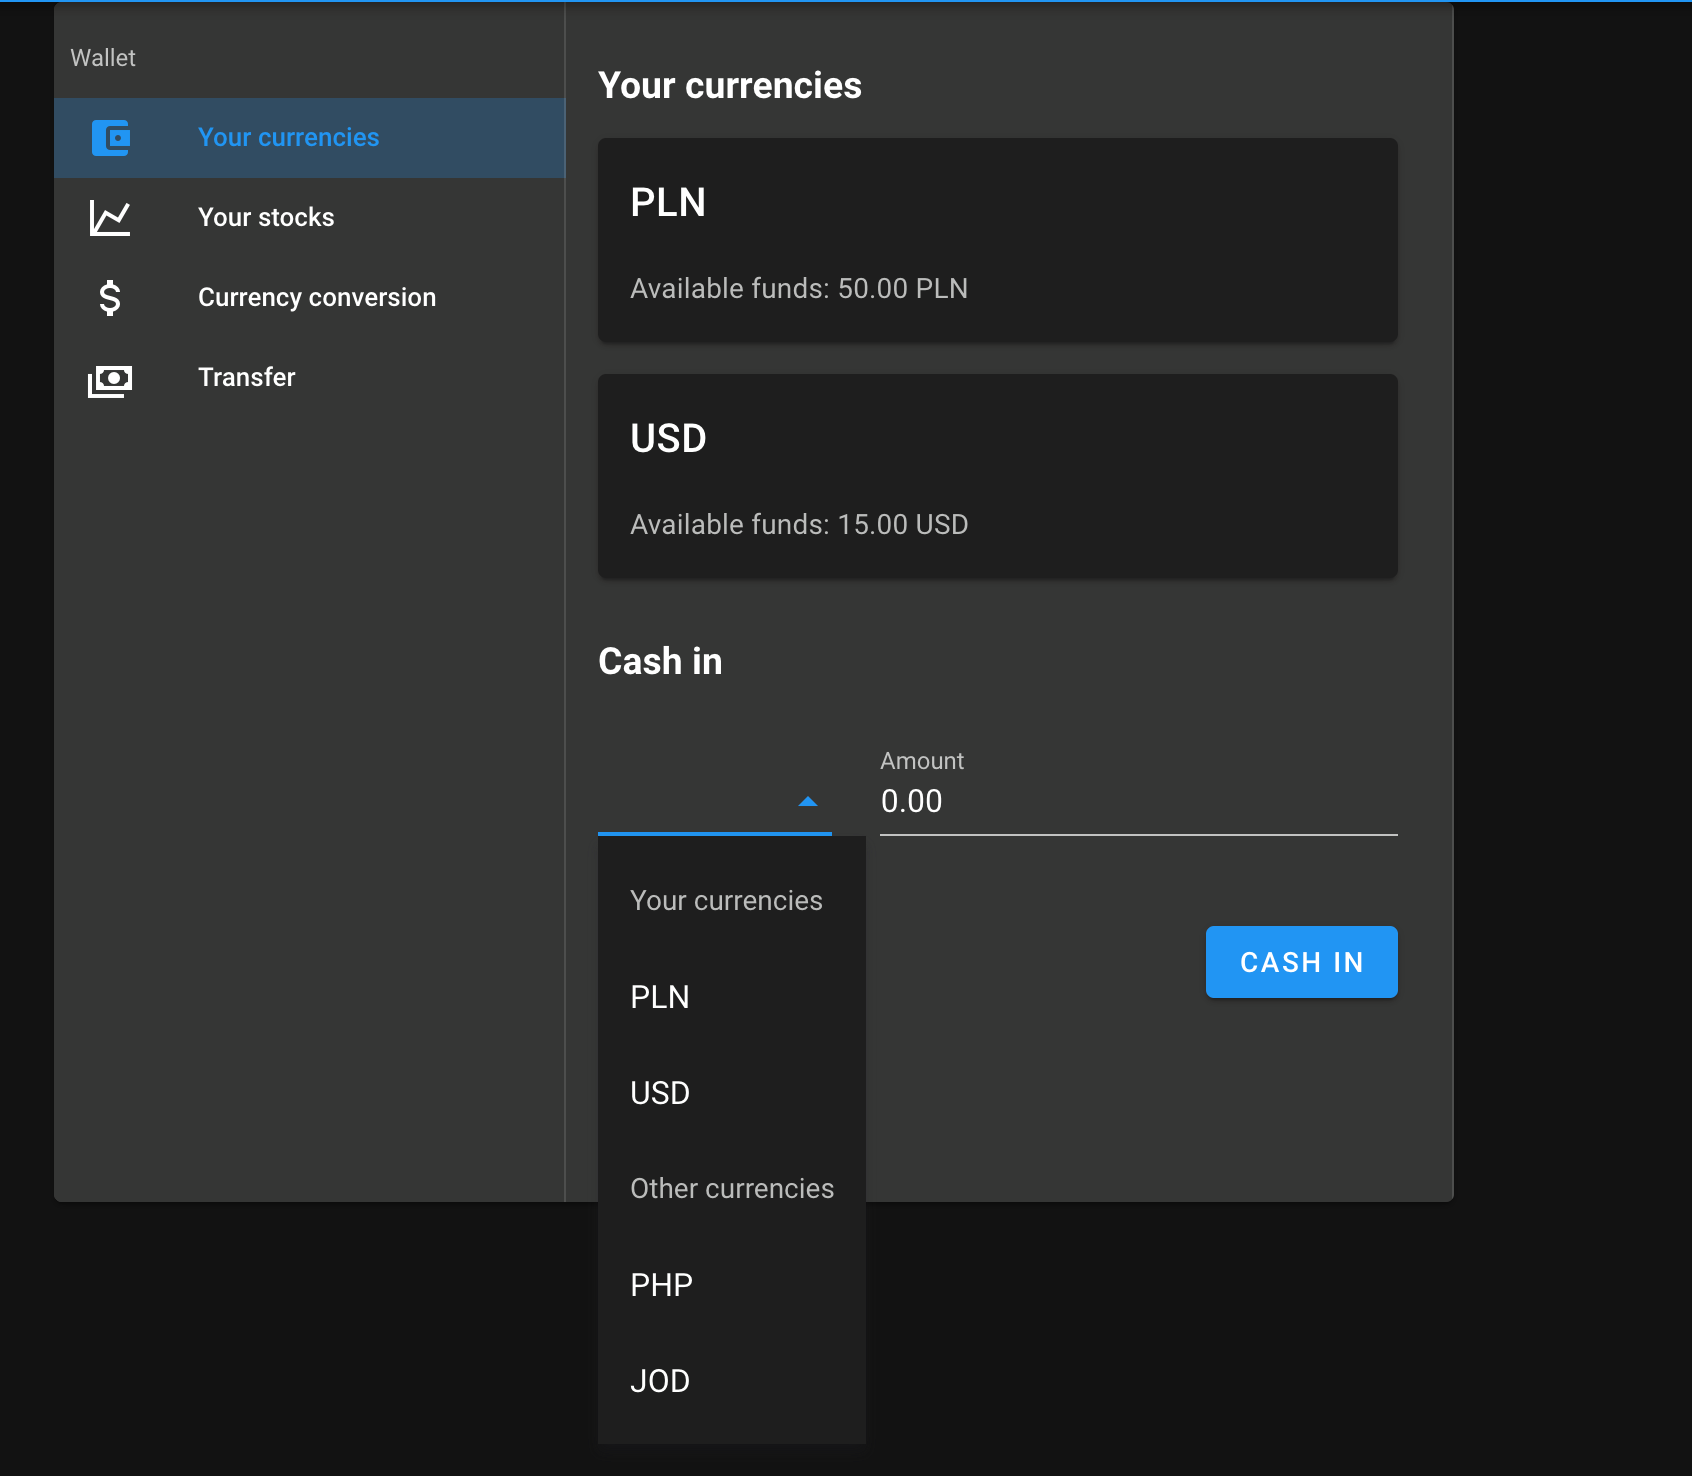 Wallet
Your currencies
Your stocks
Currency conversion
Transfer
Your currencies
PLN
Available funds: 50.00 PLN
USD
Available funds: 15.00 USD
Cash in
Amount
0.00
Your currencies
PLN
USD
Other currencies
PHP
JOD
CASH IN